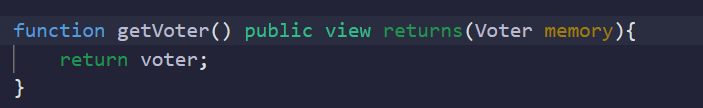 function getVoter() public view returns(Voter memory){
    return voter;
}